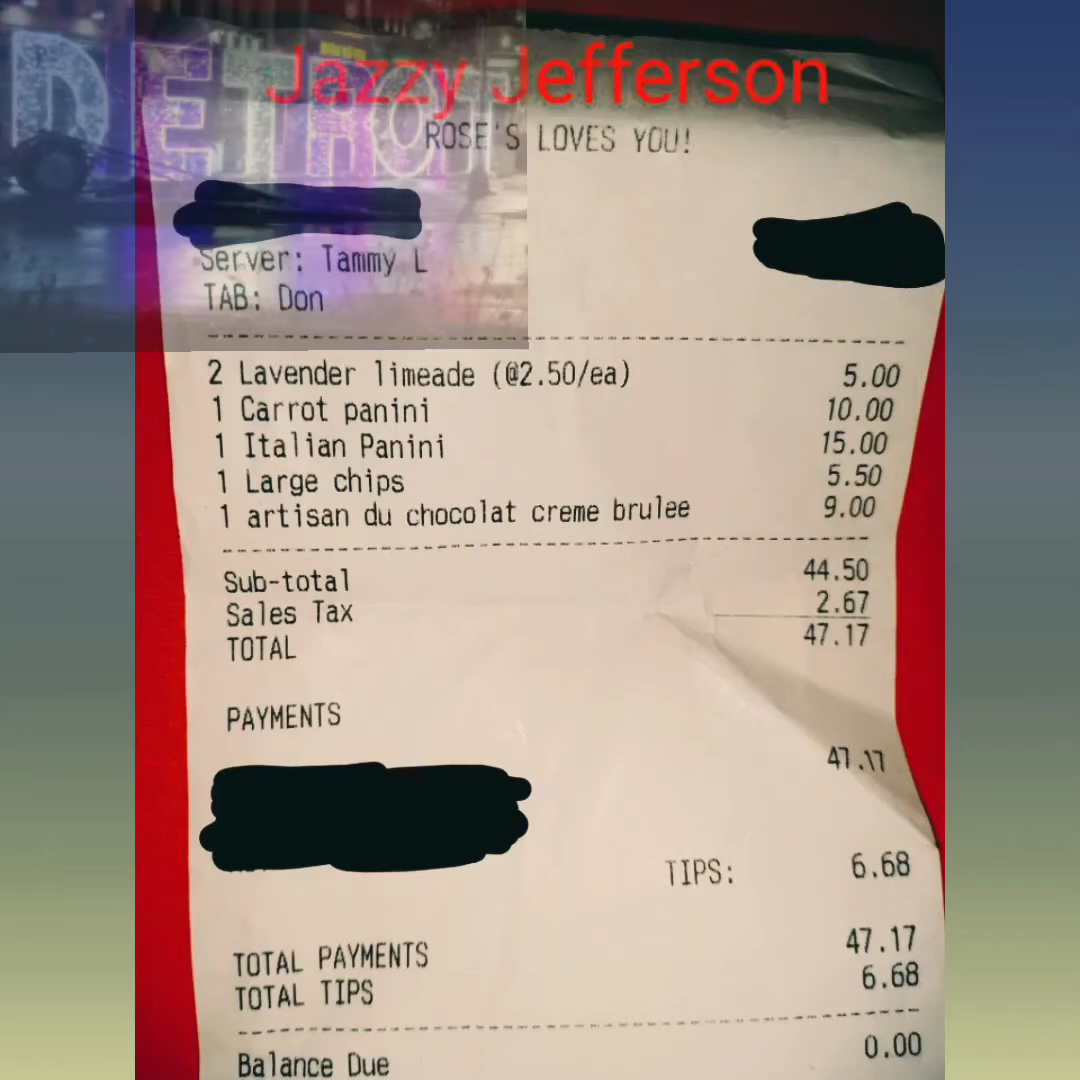 DETROIT
Jazzy Jefferson
ROSE'S LOVES YOU!
Server: Tammy L
TAB: Don
2 Lavender limeade (@2.50/ea) 5.00
1 Carrot panini 10.00
1 Italian Panini 15.00
1 Large chips 5.50
1 artisan du chocolat creme brulee 9.00
Sub-total 44.50
Sales Tax 2.67
TOTAL 47.17
PAYMENTS
47.17
TIPS: 6.68
TOTAL PAYMENTS 47.17
TOTAL TIPS 6.68
Balance Due 0.00